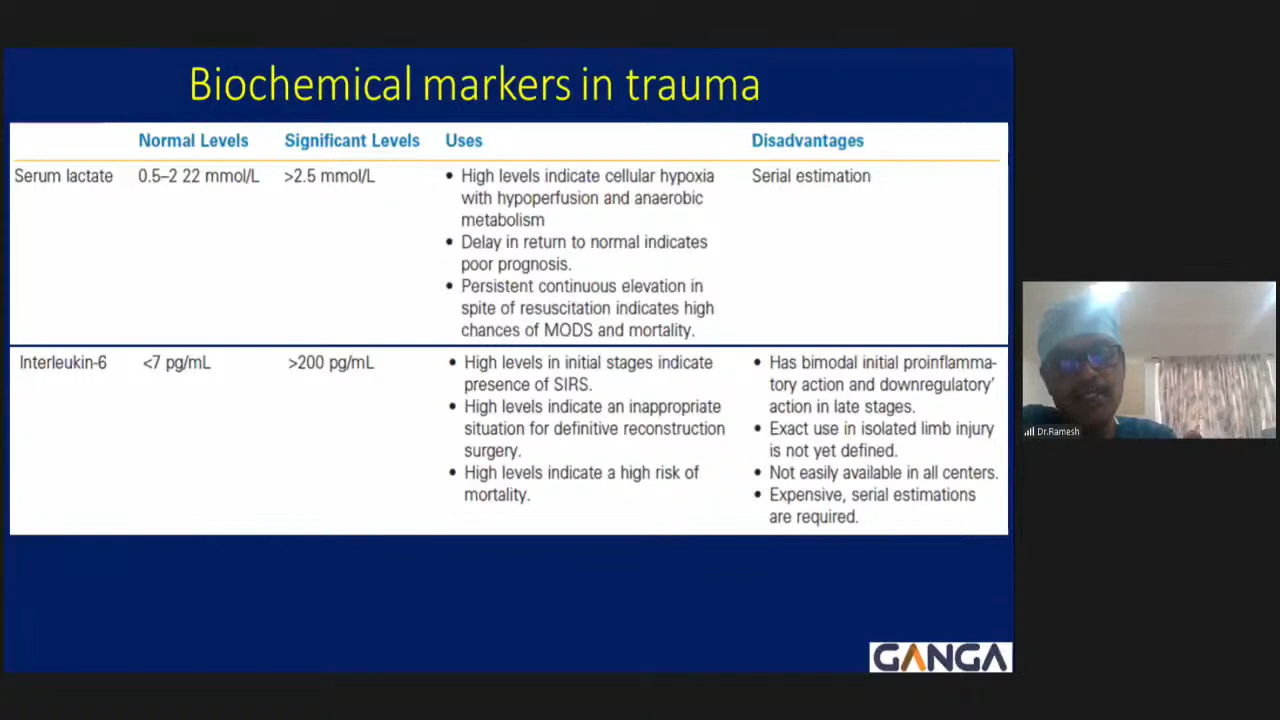 Biochemical markers in trauma
Normal Levels Significant Levels Uses Disadvantages
Serum lactate 0.5–2 22 mmol/L >2.5 mmol/L • High levels indicate cellular hypoxia Serial estimation
with hypoperfusion and anaerobic
metabolism
• Delay in return to normal indicates
poor prognosis.
• Persistent continuous elevation in
spite of resuscitation indicates high
chances of MODS and mortality.
Interleukin-6 <7 pg/mL >200 pg/mL • High levels in initial stages indicate • Has bimodal initial proinflamma-
presence of SIRS. tory action and downregulatory’
• High levels indicate an inappropriate action in late stages.
situation for definitive reconstruction • Exact use in isolated limb injury
surgery. is not yet defined.
• High levels indicate a high risk of • Not easily available in all centers.
mortality. • Expensive, serial estimations
are required.
Dr.Ramesh
GANGA